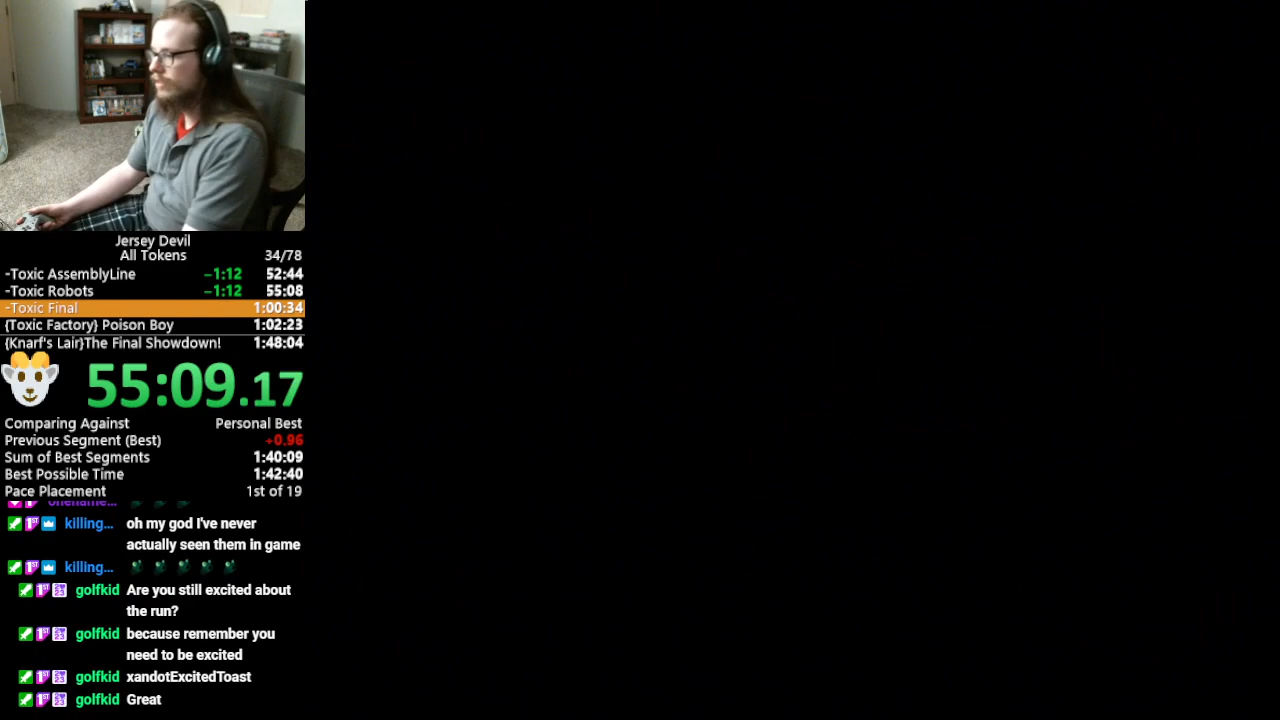 Jersey Devil
All Tokens 34/78
-Toxic AssemblyLine −1:12 52:44
-Toxic Robots −1:12 55:08
-Toxic Final 1:00:34
{Toxic Factory} Poison Boy 1:02:23
{Knarf's Lair}The Final Showdown! 1:48:04
55:09.17
Comparing Against Personal Best
Previous Segment (Best) +0.96
Sum of Best Segments 1:40:09
Best Possible Time 1:42:40
Pace Placement 1st of 19
killing... oh my god I've never
actually seen them in game
killing...
golfkid Are you still excited about
the run?
golfkid because remember you
need to be excited
golfkid xandotExcitedToast
golfkid Great